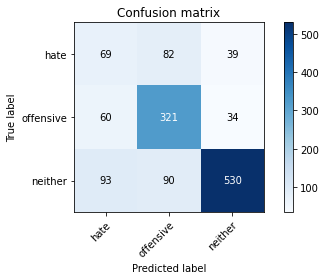 Confusion matrix
hate 69 82 39
offensive 60 321 34
neither 93 90 530
hate offensive neither
True label
Predicted label
500
400
300
200
100